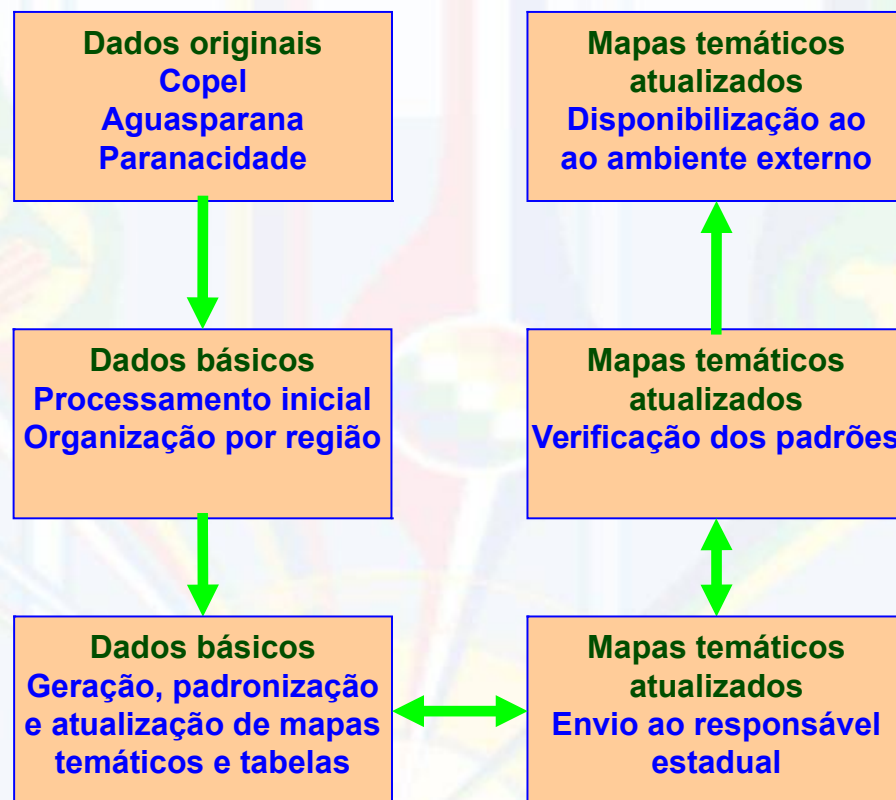 Dados originais
Copel
Aguasparana
Paranacidade
Dados básicos
Processamento inicial
Organização por região
Dados básicos
Geração, padronização
e atualização de mapas
temáticos e tabelas
Mapas temáticos
atualizados
Envio ao responsável
estadual
Mapas temáticos
atualizados
Verificação dos padrões
Mapas temáticos
atualizados
Disponibilização ao
ao ambiente externo